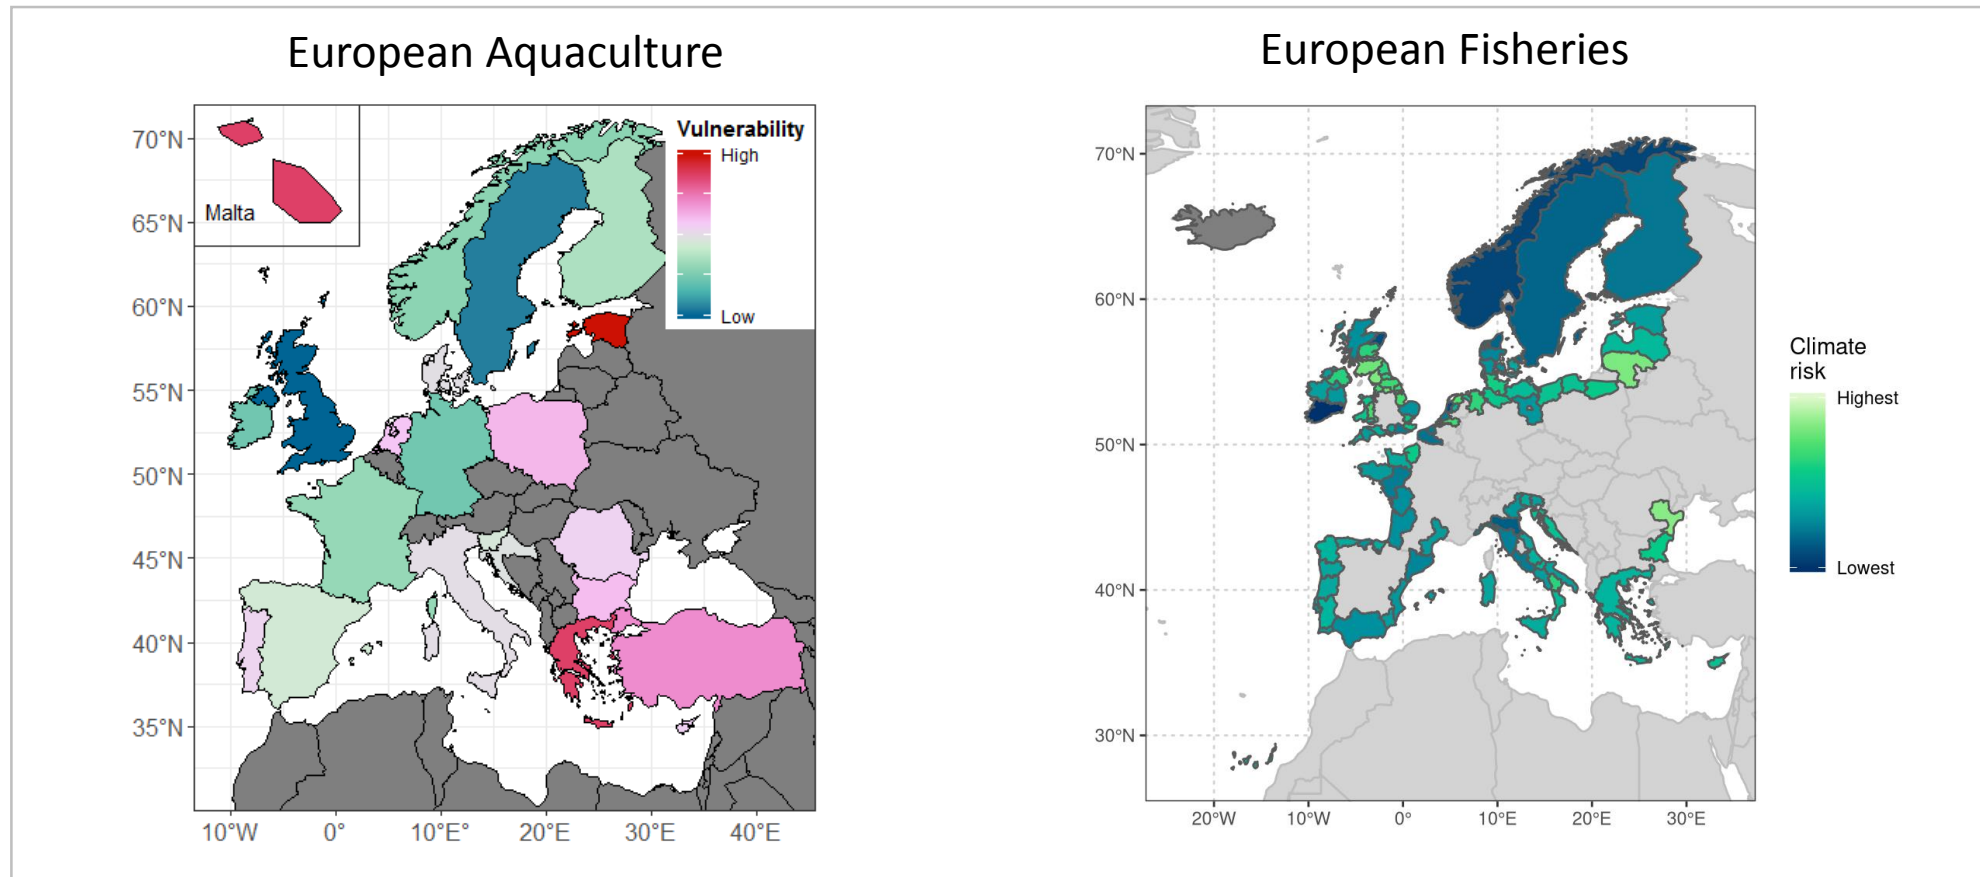 European Aquaculture
European Fisheries
70°N
65°N
60°N
55°N
50°N
45°N
40°N
35°N
Malta
Vulnerability
High
Low
10°W
0°
10°E°
20°E
30°E
40°E
70°N
60°N
50°N
40°N
30°N
20°W
10°W
0°
10°E
20°E
30°E
Climate
risk
Highest
Lowest